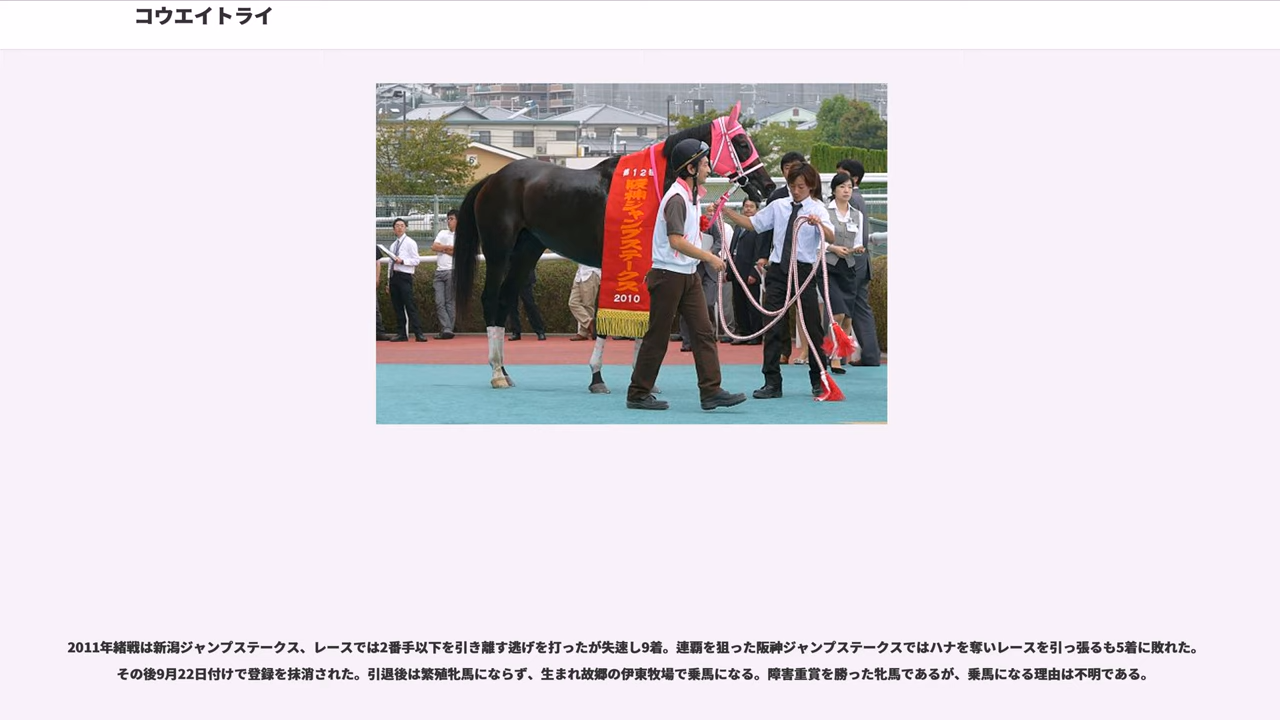 コウエイトライ
第12回
阪神ジャンプステークス
2010
2011年緒戦は新潟ジャンプステークス、レースでは2番手以下を引き離す逃げを打ったが失速し9着。連覇を狙った阪神ジャンプステークスではハナを奪いレースを引っ張るも5着に敗れた。
その後9月22日付けで登録を抹消された。引退後は繁殖牝馬にならず、生まれ故郷の伊東牧場で乗馬になる。障害重賞を勝った牝馬であるが、乗馬になる理由は不明である。